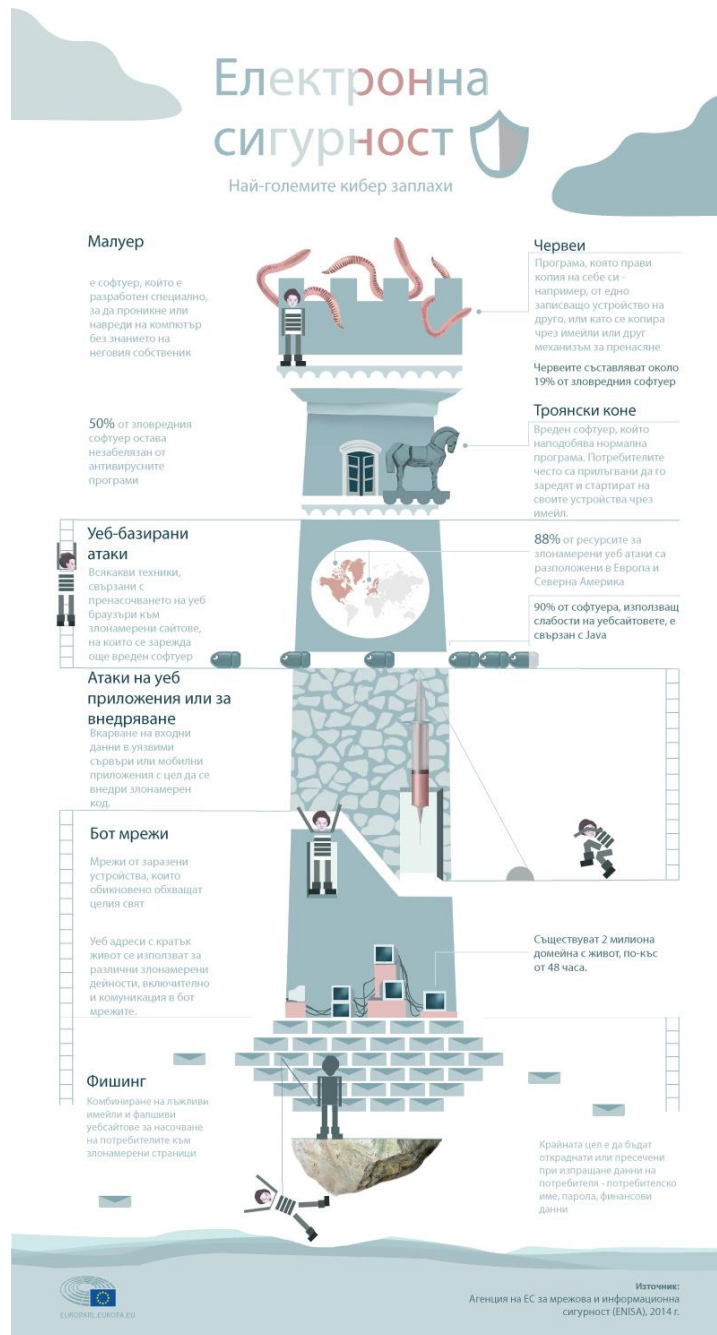 Електронна
сигурност
Най-големите кибер заплахи
Малуер
е софтуер, който е
разработен специално,
за да проникне или
навреди на компютър
без знанието на
неговия собственик
Червеи
Програма, която прави
копия на себе си -
например, от едно
записващо устройство на
друго, или като се копира
чрез имейли или друг
механизъм за пренасяне
Червеите съставляват около
19% от зловредния софтуер
50% от зловредния
софтуер остава
незабелязан от
антивирусните
програми
Троянски коне
Вреден софтуер, който
наподобява нормална
програма. Потребителите
често са прилъгвани да го
заредят и стартират на
своите устройства чрез
имейл.
Уеб-базирани
атаки
Всякакви техники,
свързани с
пренасочването на уеб
браузъри към
злонамерени сайтове,
на които се зарежда
още вреден софтуер
88% от ресурсите за
злонамерени уеб атаки са
разположени в Европа и
Северна Америка
90% от софтуера, използващ
слабости на уебсайтовете, е
свързан с Java
Атаки на уеб
приложения или за
внедряване
Вкарване на входни
данни в уязвими
сървъри или мобилни
приложения с цел да се
внедри злонамерен
код.
Бот мрежи
Мрежи от заразени
устройства, които
обикновено обхващат
целия свят
Уеб адреси с кратък
живот се използват за
различни злонамерени
дейности, включително
и комуникация в бот
мрежите.
Съществуват 2 милиона
домейна с живот, по-къс
от 48 часа.
Фишинг
Комбиниране на лъжливи
имейли и фалшиви
уебсайтове за насочване
на потребителите към
злонамерени страници
Крайната цел е да бъдат
откраднати или пресечени
при изпращане данни на
потребителя - потребителско
име, парола, финансови
данни
EUROPARL.EUROPA.EU
Източник:
Агенция на ЕС за мрежова и информационна
сигурност (ENISA), 2014 г.